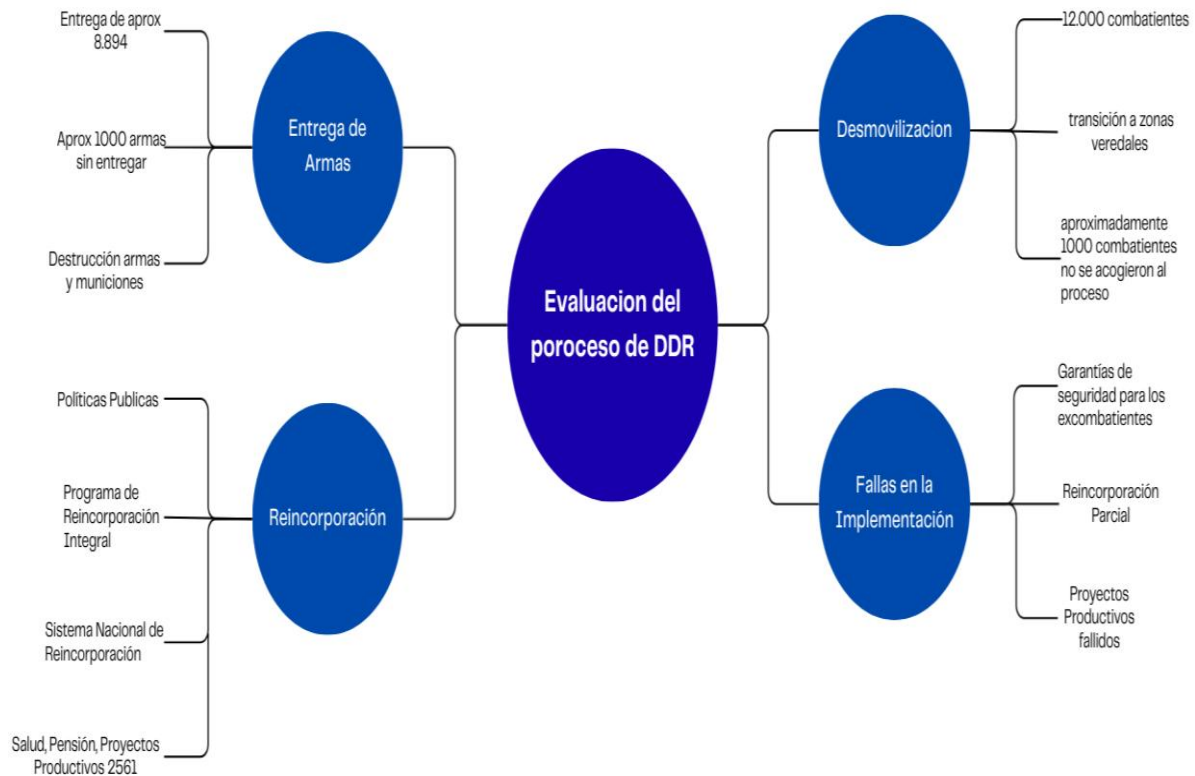 Evaluacion del
poroceso de DDR
Entrega de
Armas
Entrega de aprox
8.894
Aprox 1000 armas
sin entregar
Destrucción armas
y municiones
Reincorporación
Políticas Publicas
Programa de
Reincorporación
Integral
Sistema Nacional de
Reincorporación
Salud, Pensión, Proyectos
Productivos 2561
Desmovilizacion
12.000 combatientes
transición a zonas
veredales
aproximadamente
1000 combatientes
no se acogieron al
proceso
Fallas en la
Implementación
Garantías de
seguridad para los
excombatientes
Reincorporación
Parcial
Proyectos
Productivos
fallidos